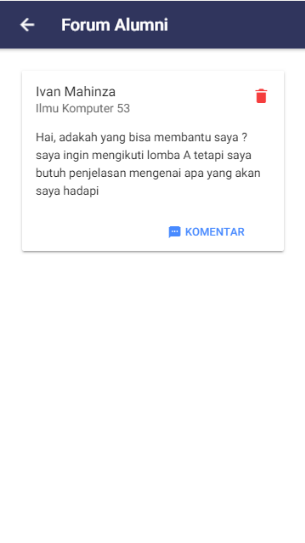 Forum Alumni
Ivan Mahinza
Ilmu Komputer 53
Hai, adakah yang bisa membantu saya ?
saya ingin mengikuti lomba A tetapi saya
butuh penjelasan mengenai apa yang akan
saya hadapi
KOMENTAR